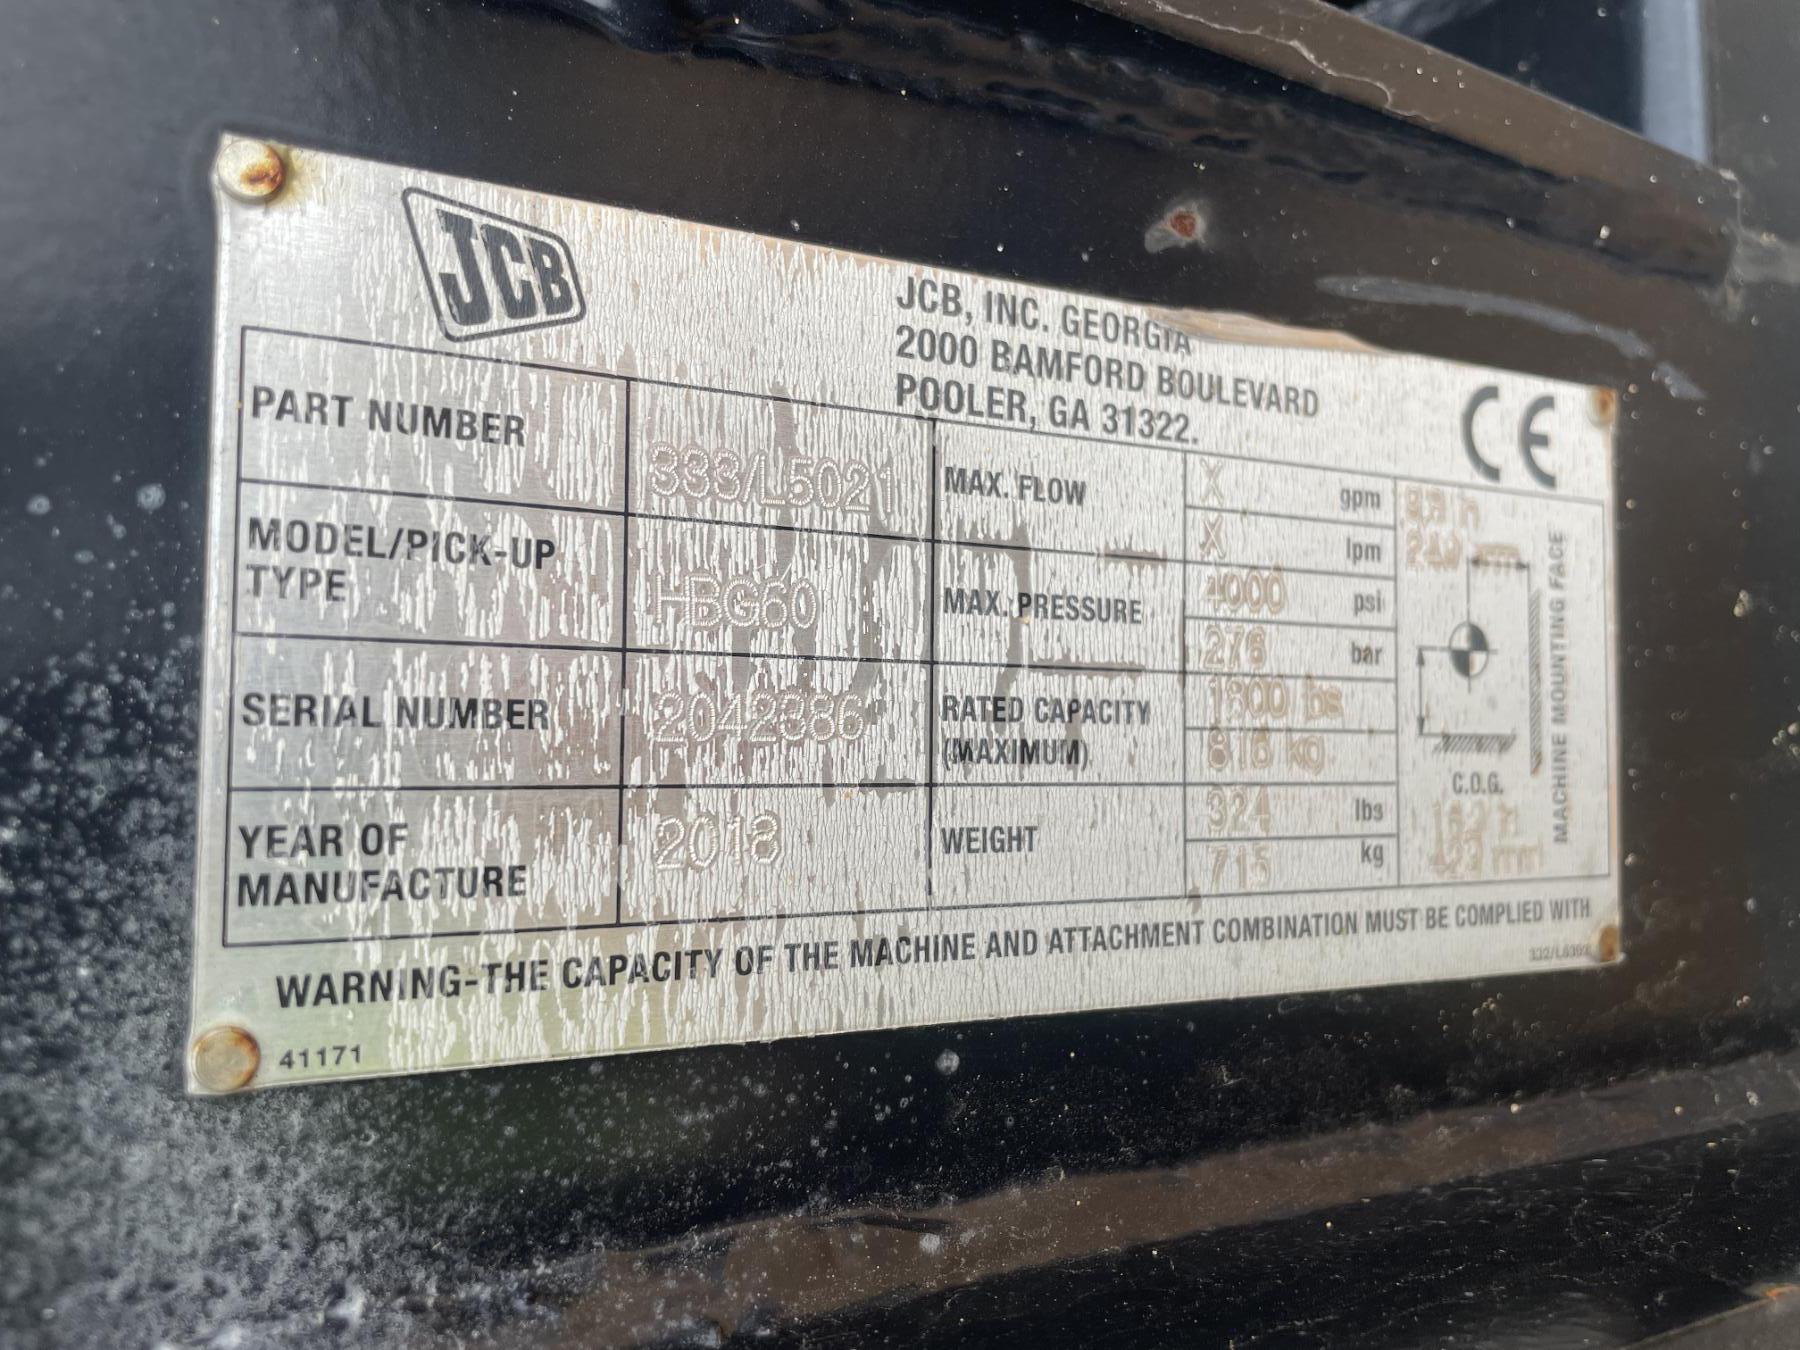 JCB
JCB, INC. GEORGIA
2000 BAMFORD BOULEVARD
POOLER, GA 31322.
CE
PART NUMBER 333/L5021
MODEL/PICK-UP
TYPE HBG60
SERIAL NUMBER 2042386
YEAR OF
MANUFACTURE 2018
MAX. FLOW X gpm
X lpm
MAX. PRESSURE 4000 psi
276 bar
RATED CAPACITY 1800 lbs
(MAXIMUM) 816 kg
WEIGHT 324 lbs
715 kg
C.O.G.
MACHINE MOUNTING FACE
WARNING-THE CAPACITY OF THE MACHINE AND ATTACHMENT COMBINATION MUST BE COMPLIED WITH
41171